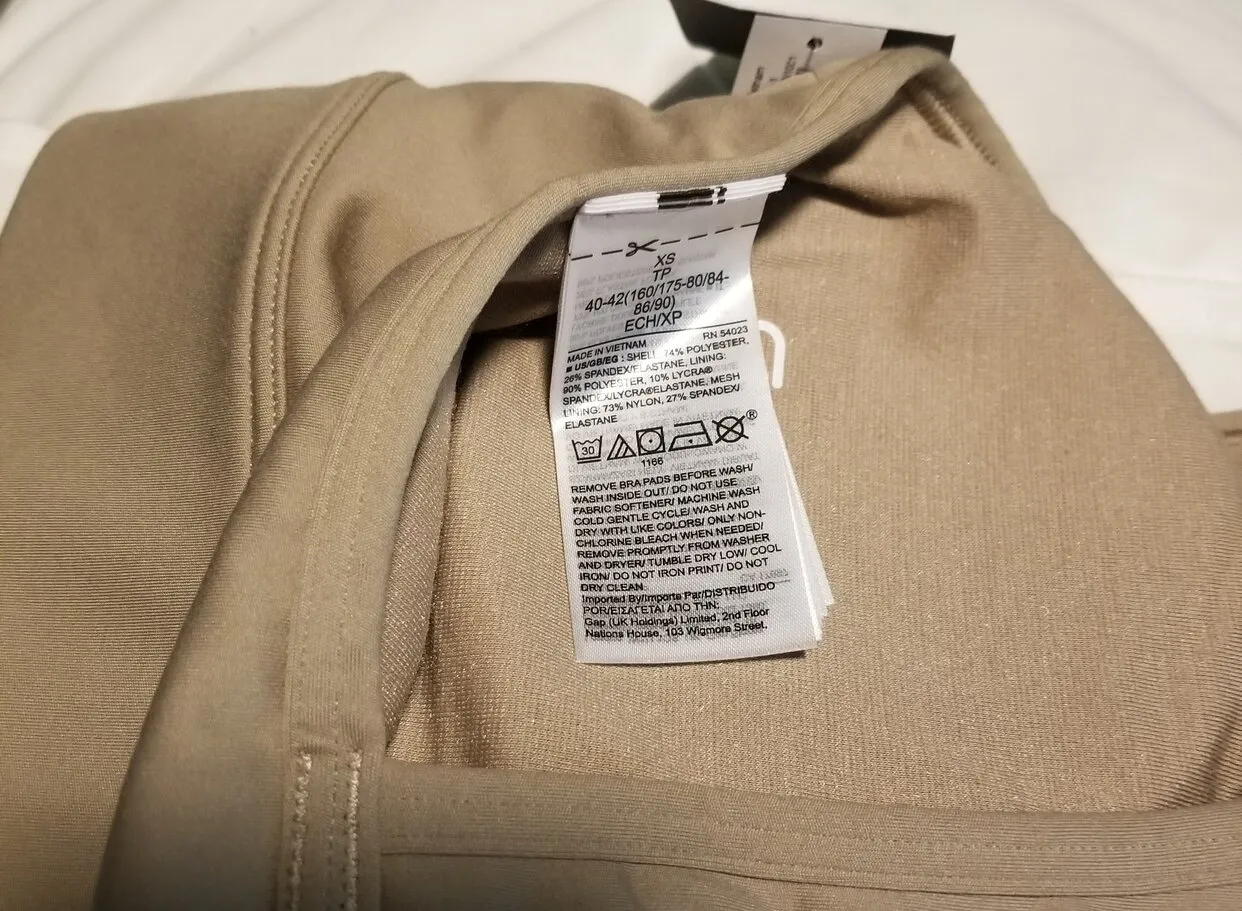 XS
TP
40-42(160/175-80/84-
86/90)
ECH/XP
RN 54023
MADE IN VIETNAM
■ US/GB/EG : SHELL 74% POLYESTER,
26% SPANDEX/ELASTANE, LINING:
90% POLYESTER, 10% LYCRA®
SPANDEX/LYCRA®ELASTANE, MESH
LINING: 73% NYLON, 27% SPANDEX/
ELASTANE
30
®
1166
REMOVE BRA PADS BEFORE WASH/
WASH INSIDE OUT/ DO NOT USE
FABRIC SOFTENER/ MACHINE WASH
COLD GENTLE CYCLE/ WASH AND
DRY WITH LIKE COLORS/ ONLY NON-
CHLORINE BLEACH WHEN NEEDED/
REMOVE PROMPTLY FROM WASHER
AND DRYER/ TUMBLE DRY LOW/ COOL
IRON/ DO NOT IRON PRINT/ DO NOT
DRY CLEAN
Imported By/Importe Par/DISTRIBUIDO
POR/ΕΙΣΑΓΕΤΑΙ ΑΠΟ ΤΗΝ:
Gap (UK Holdings) Limited, 2nd Floor
Nations House, 103 Wigmore Street,